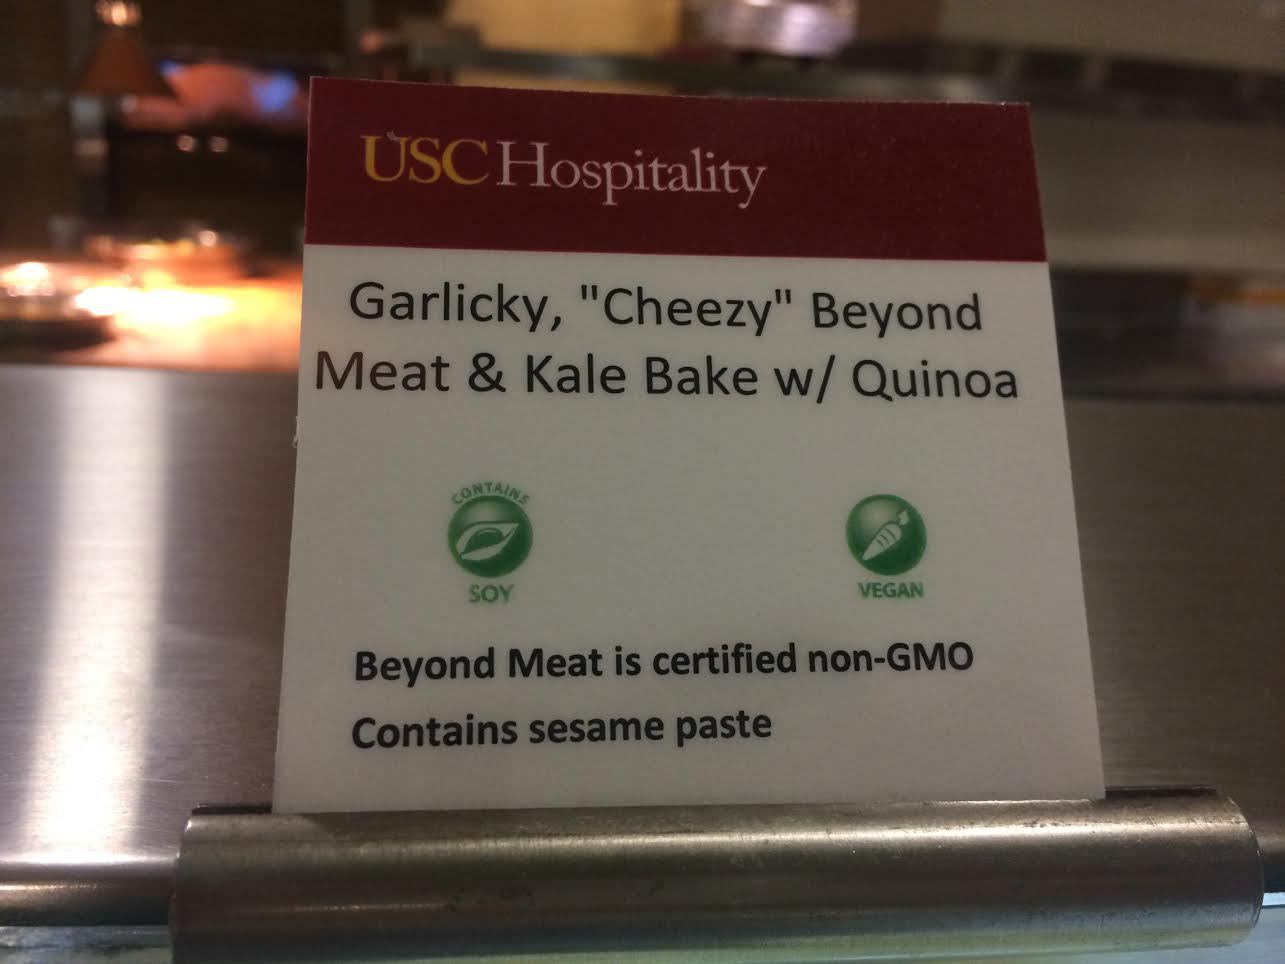 USC Hospitality
Garlicky, "Cheezy" Beyond
Meat & Kale Bake w/ Quinoa
CONTAINS
SOY
VEGAN
Beyond Meat is certified non-GMO
Contains sesame paste